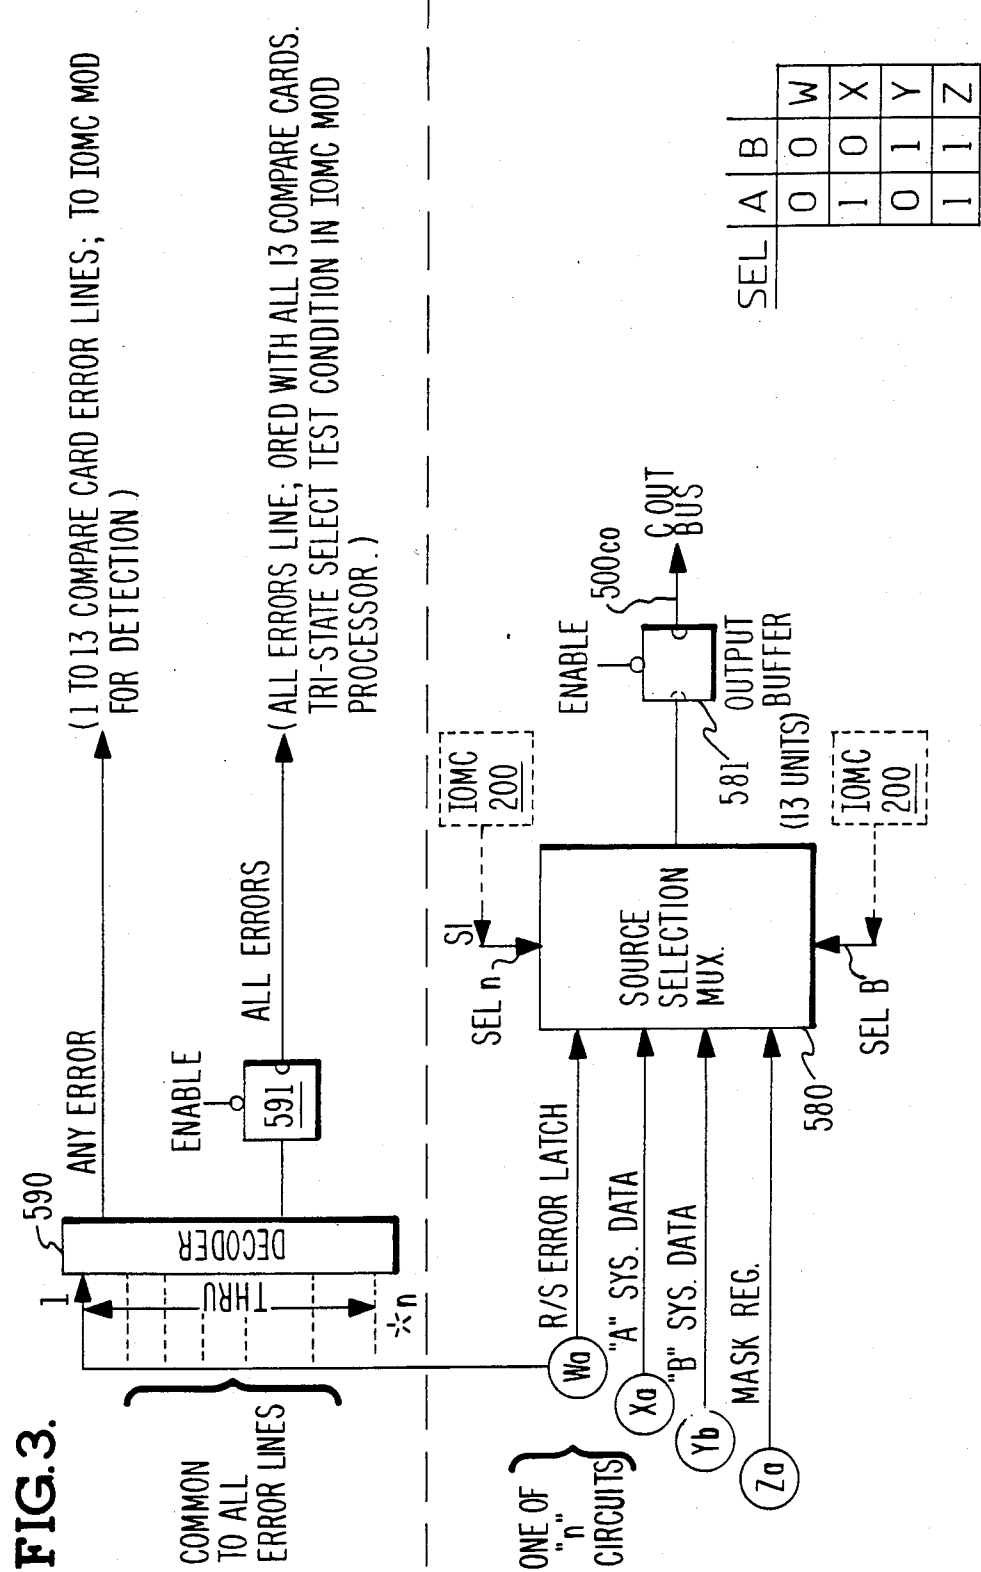 FIG.3.
COMMON
TO ALL
ERROR LINES
1
THRU
*n
590
DECODER
ANY ERROR
(1 TO 13 COMPARE CARD ERROR LINES; TO IOMC MOD
FOR DETECTION)
ENABLE
591
ALL ERRORS
(ALL ERRORS LINE; ORED WITH ALL 13 COMPARE CARDS.
TRI-STATE SELECT TEST CONDITION IN IOMC MOD
PROCESSOR.)
ONE OF
"n"
CIRCUITS
Wa
R/S ERROR LATCH
Xa
"A" SYS. DATA
Yb
"B" SYS. DATA
Za
MASK REG.
SEL n
SI
IOMC
200
SOURCE
SELECTION
MUX.
580
SEL B
IOMC
200
(13 UNITS)
ENABLE
581
OUTPUT
BUFFER
500co
C OUT
BUS
SEL A B
0 0 W
1 0 X
0 1 Y
1 1 Z